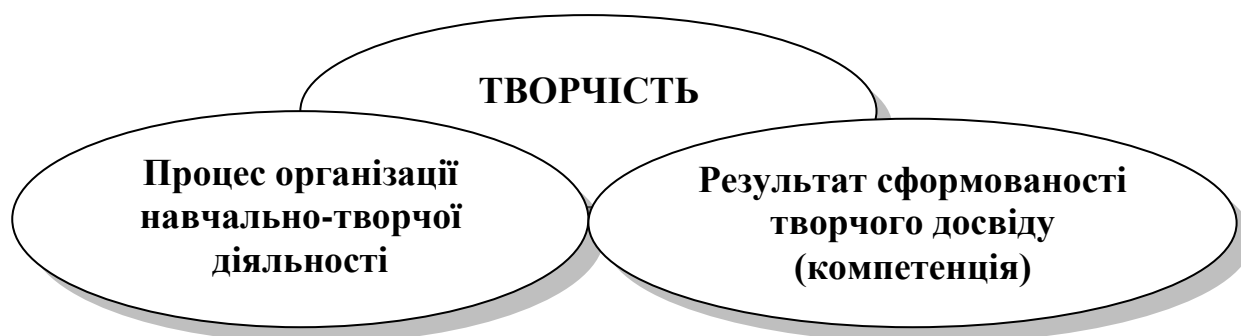 ТВОРЧІСТЬ
Процес організації
навчально-творчої
діяльності
Результат сформованості
творчого досвіду
(компетенція)